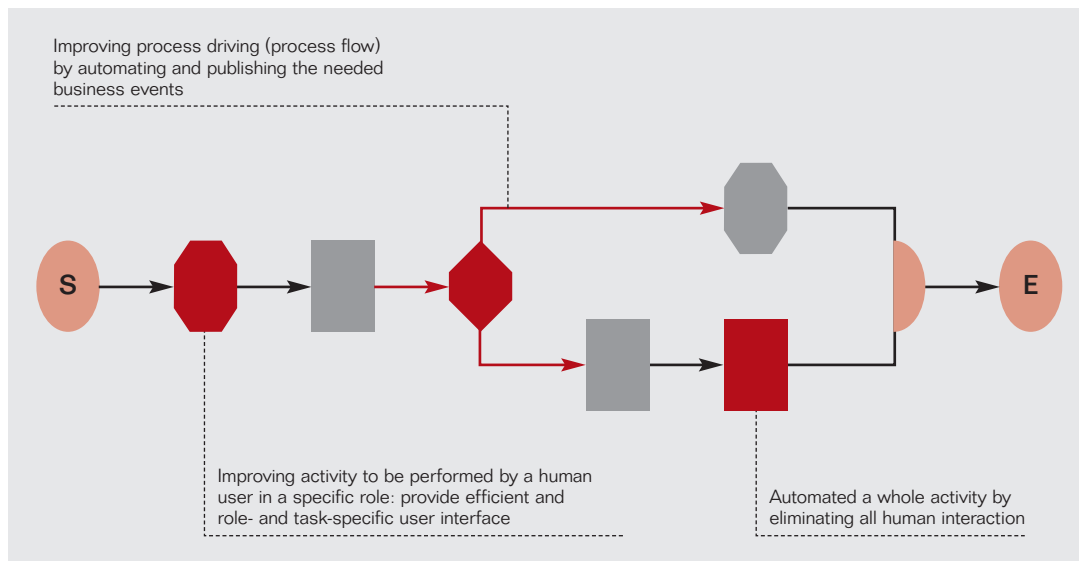 Improving process driving (process flow)
by automating and publishing the needed
business events
S
E
Improving activity to be performed by a human
user in a specific role: provide efficient and
role- and task-specific user interface
Automated a whole activity by
eliminating all human interaction